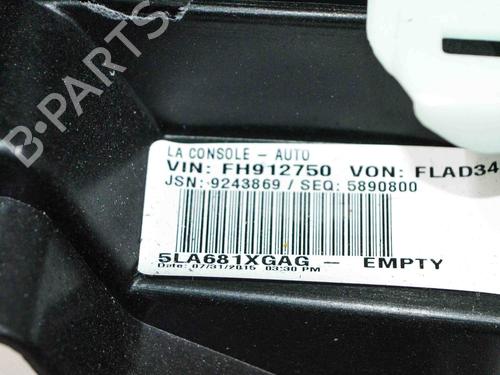 B-PARTS
LA CONSOLE - AUTO
VIN: FH912750 VON: FLAD34
JSN: 9243869 / SEQ: 5890800
5LA681XGAG - EMPTY
Date: 07/31/2015 03:30 PM